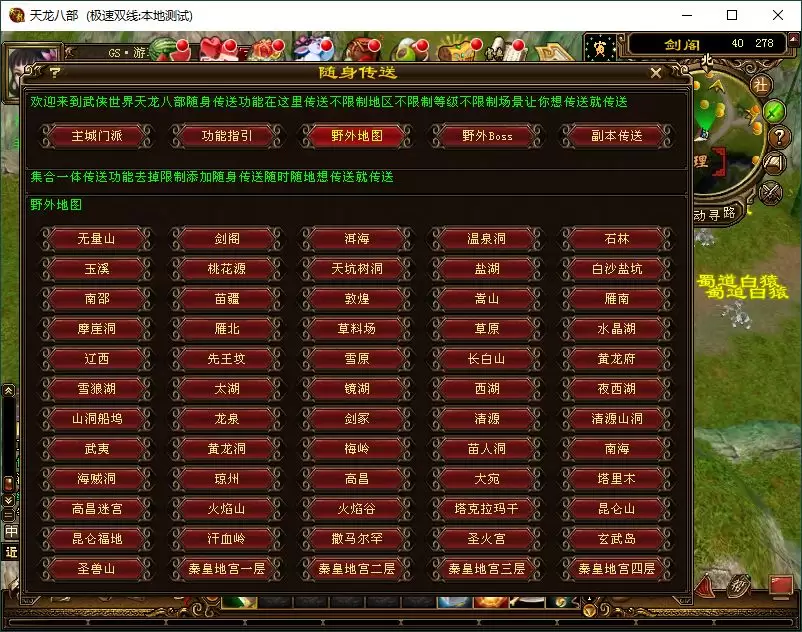 天龙八部 (极速双线:本地测试)
GS·游
剑阁 40 278
随身传送
北
社
欢迎来到武侠世界天龙八部随身传送功能在这里传送不限制地区不限制等级不限制场景让你想传送就传送
主城门派 功能指引 野外地图 野外Boss 副本传送
理
集合一体传送功能去掉限制添加随身传送随时随地想传送就传送
野外地图
动寻路
无量山 剑阁 洱海 温泉洞 石林
玉溪 桃花源 天坑树洞 盐湖 白沙盐坑
蜀道白猿
蜀道白猿
南邵 苗疆 敦煌 嵩山 雁南
摩崖洞 雁北 草料场 草原 水晶湖
辽西 先王坟 雪原 长白山 黄龙府
雪狼湖 太湖 镜湖 西湖 夜西湖
山洞船坞 龙泉 剑冢 清源 清源山洞
武夷 黄龙洞 梅岭 苗人洞 南海
海贼洞 琼州 高昌 大宛 塔里木
高昌迷宫 火焰山 火焰谷 塔克拉玛干 昆仑山
昆仑福地 汗血岭 撒马尔罕 圣火宫 玄武岛
近
圣兽山 秦皇地宫一层 秦皇地宫二层 秦皇地宫三层 秦皇地宫四层